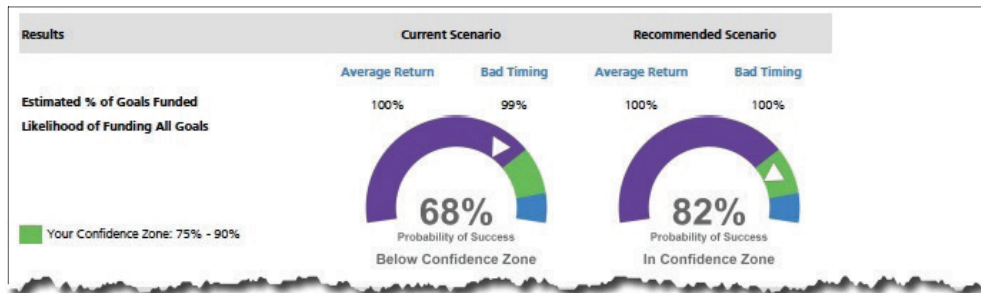 Results Current Scenario Recommended Scenario
Average Return Bad Timing Average Return Bad Timing
Estimated % of Goals Funded 100% 99% 100% 100%
Likelihood of Funding All Goals
68% 82%
Probability of Success Probability of Success
Your Confidence Zone: 75% - 90%
Below Confidence Zone In Confidence Zone